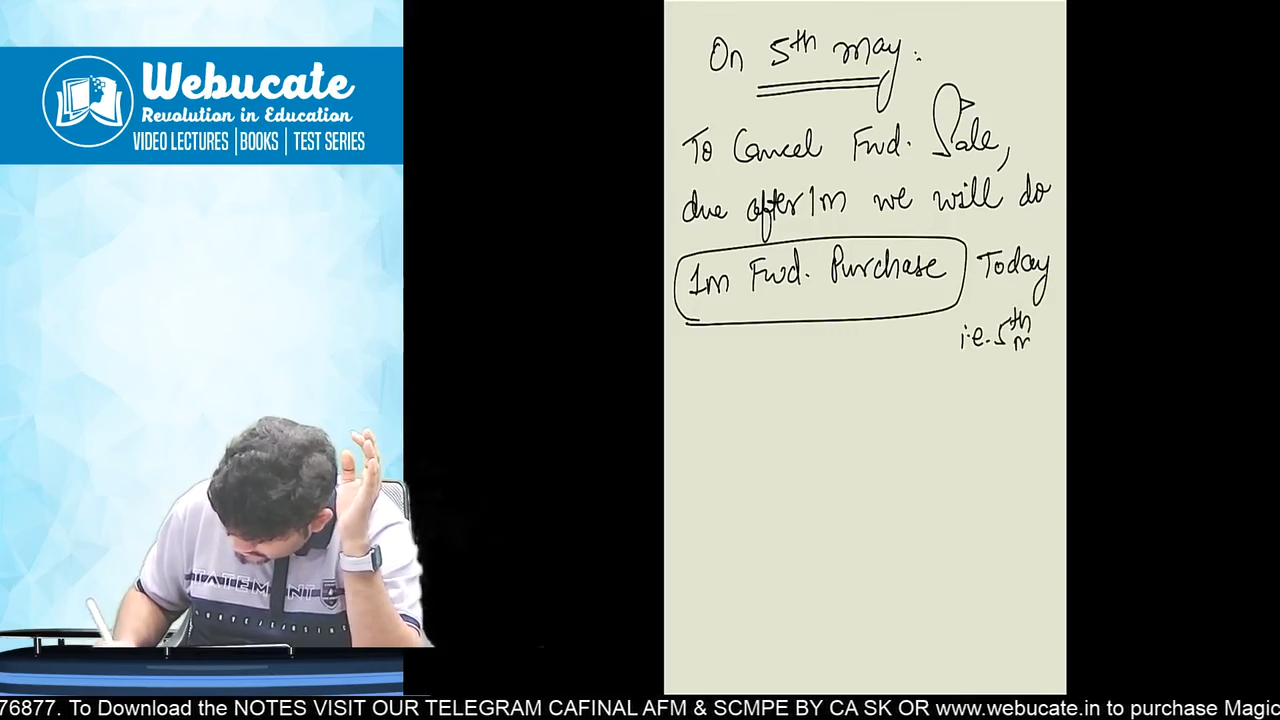 Webucate
Revolution in Education
VIDEO LECTURES | BOOKS | TEST SERIES
On 5th may:
To Cancel Fwd. Sale,
due after 1m we will do
1m Fwd. Purchase Today
i.e. 5th
m
STATEMENT
76877. To Download the NOTES VISIT OUR TELEGRAM CAFINAL AFM & SCMPE BY CA SK OR www.webucate.in to purchase Magic